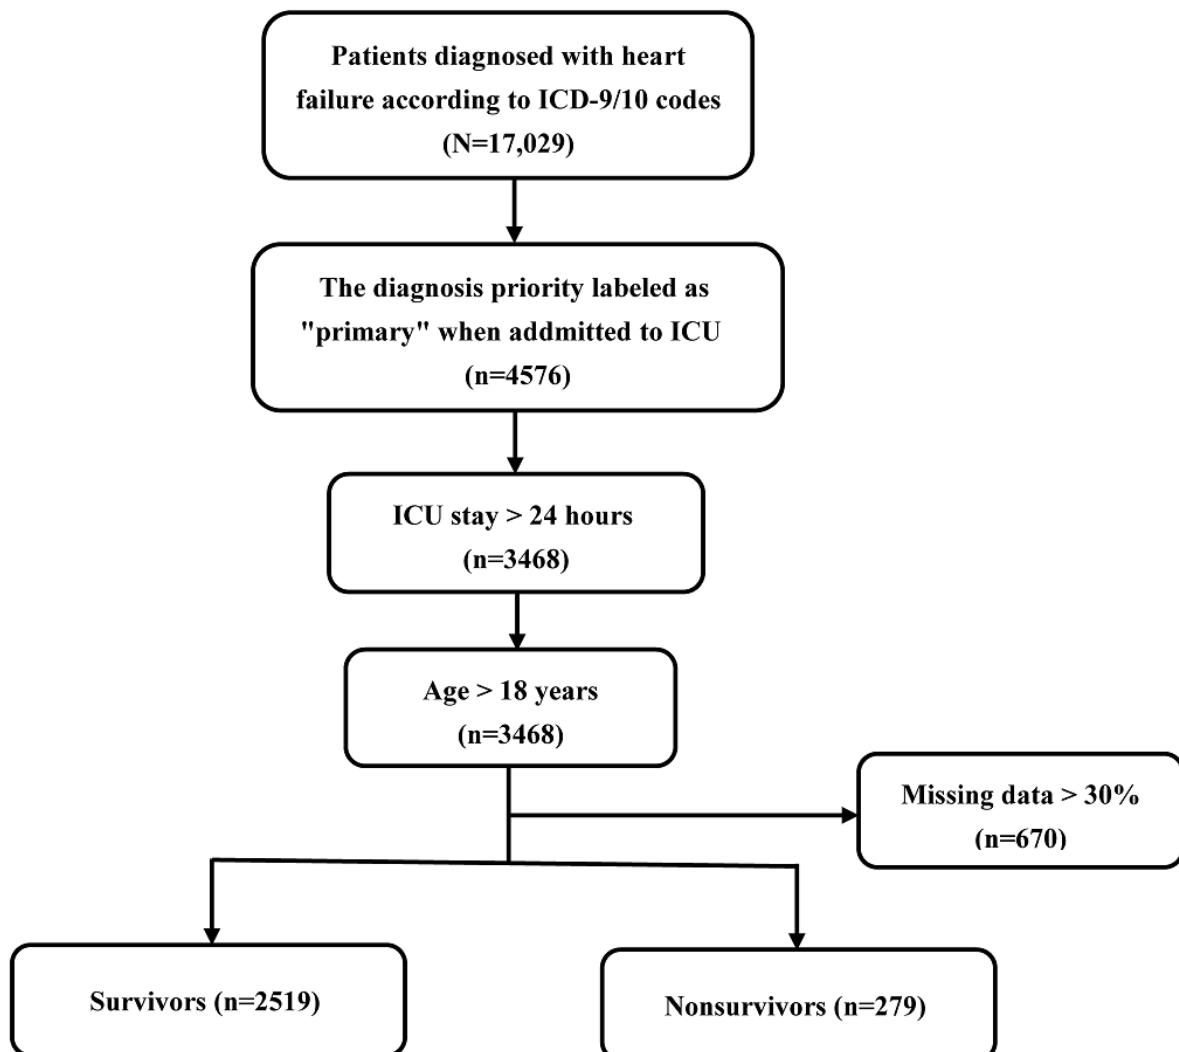 Patients diagnosed with heart
failure according to ICD-9/10 codes
(N=17,029)
The diagnosis priority labeled as
"primary" when addmitted to ICU
(n=4576)
ICU stay > 24 hours
(n=3468)
Age > 18 years
(n=3468)
Missing data > 30%
(n=670)
Survivors (n=2519)
Nonsurvivors (n=279)